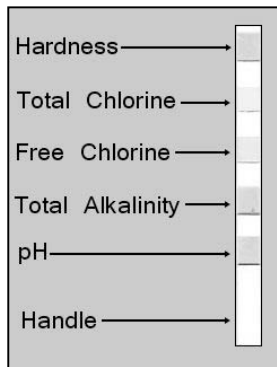 Hardness
Total Chlorine
Free Chlorine
Total Alkalinity
pH
Handle